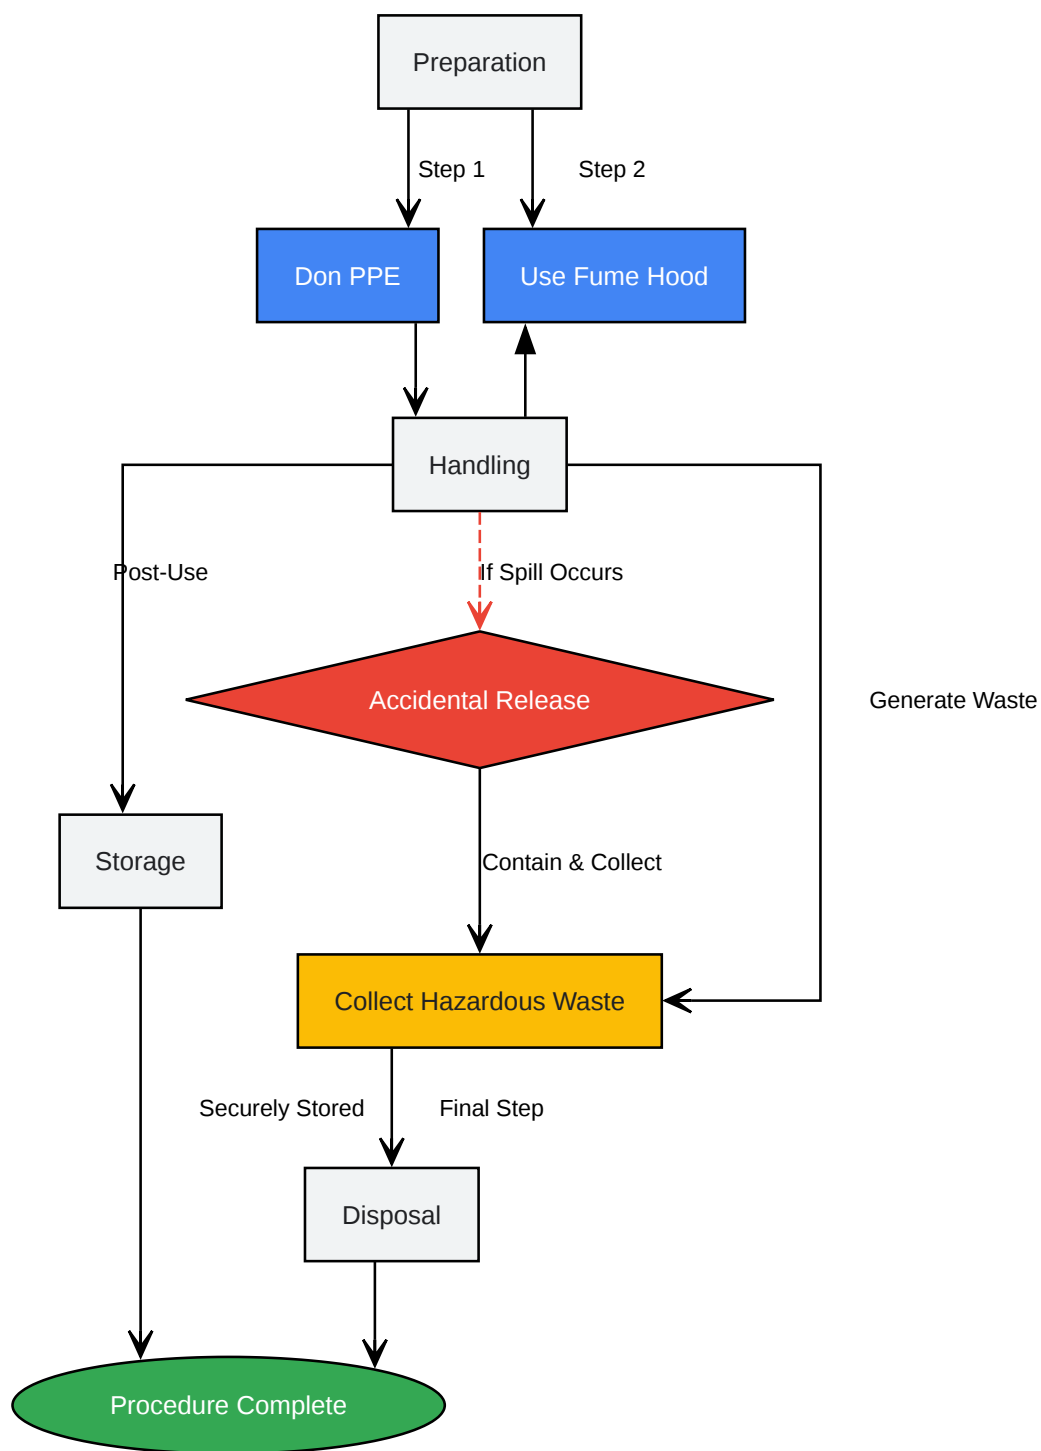 Preparation
Step 1
Step 2
Don PPE
Use Fume Hood
Handling
Post-Use
If Spill Occurs
Accidental Release
Generate Waste
Storage
Contain & Collect
Collect Hazardous Waste
Securely Stored
Final Step
Disposal
Procedure Complete